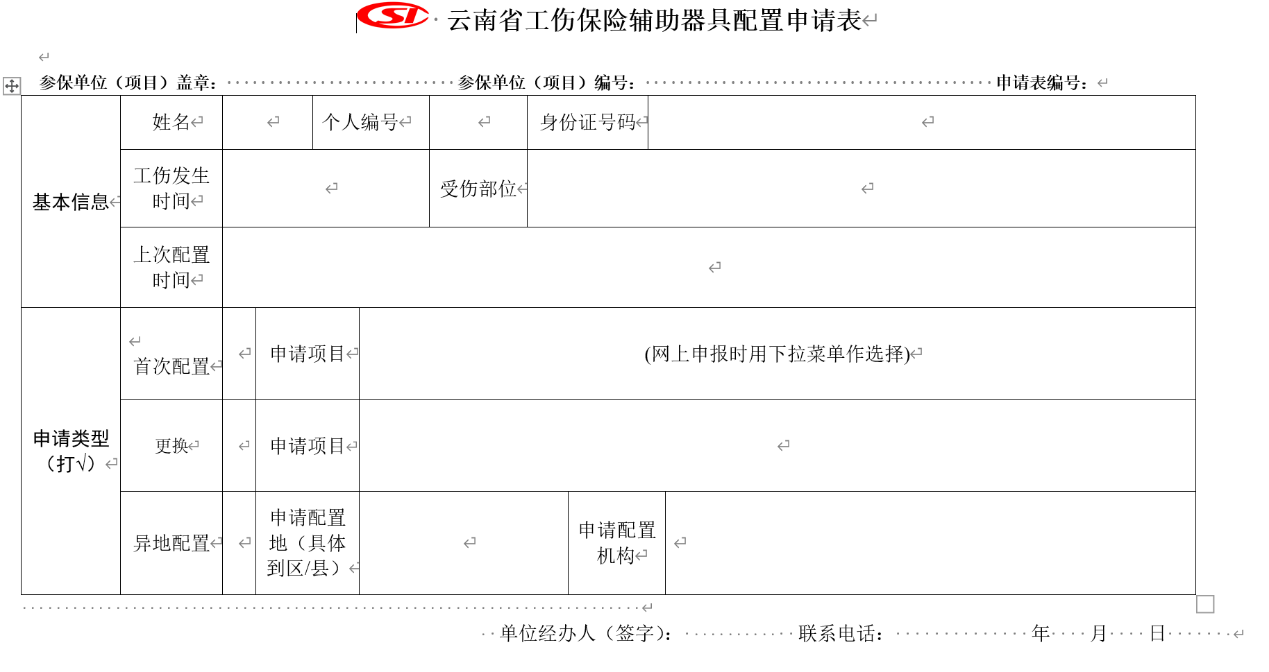 CSI 云南省工伤保险辅助器具配置申请表
参保单位（项目）盖章： 参保单位（项目）编号： 申请表编号：
基本信息
姓名
个人编号
身份证号码
工伤发生
时间
受伤部位
上次配置
时间
申请类型
（打√）
首次配置
申请项目
(网上申报时用下拉菜单作选择)
更换
申请项目
异地配置
申请配置
地（具体
到区/县）
申请配置
机构
单位经办人（签字）： 联系电话： 年 月 日